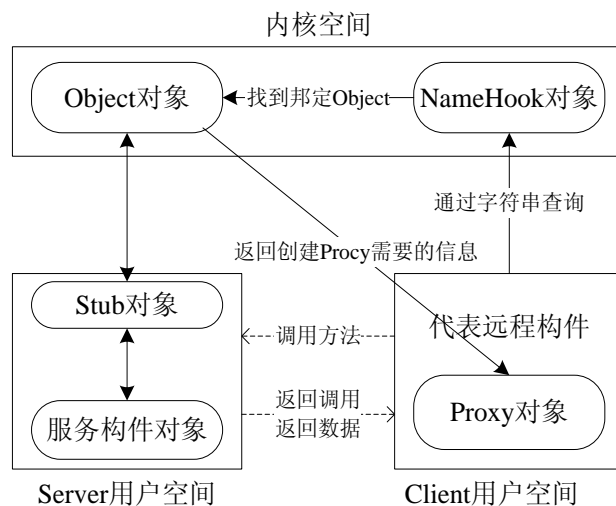 内核空间
Object对象
找到邦定Object
NameHook对象
通过字符串查询
返回创建Procy需要的信息
Stub对象
调用方法
代表远程构件
返回调用
返回数据
服务构件对象
Proxy对象
Server用户空间
Client用户空间